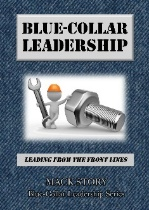 BLUE-COLLAR
LEADERSHIP
LEADING FROM THE FRONT LINES
MACK STORY
Blue-Collar Leadership Series